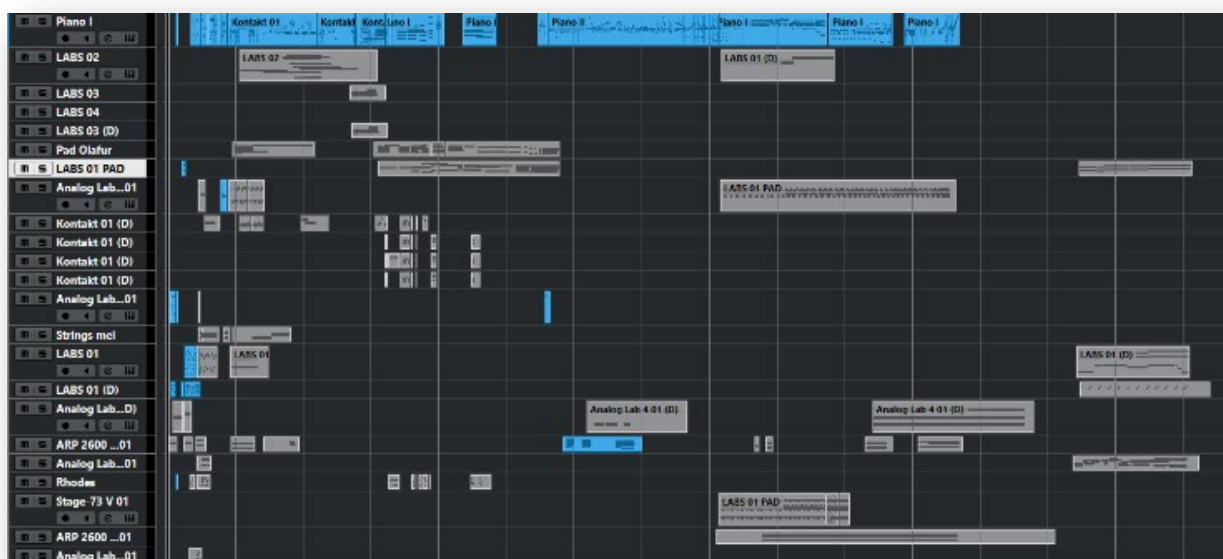 Piano I
Kontakt 01
Kontakt
Piano I
Piano II
Piano I
Piano I
Piano I
LABS 02
LABS 02
LABS 01 (D)
LABS 03
LABS 04
LABS 03 (D)
Pad Olafur
LABS 01 PAD
Analog Lab...01
LABS 01 PAD
Kontakt 01 (D)
Kontakt 01 (D)
Kontakt 01 (D)
Kontakt 01 (D)
Analog Lab...01
Strings mel
LABS 01
LABS 01
LABS 01 (D)
LABS 01 (D)
Analog Lab...D)
Analog Lab 4 01 (D)
Analog Lab 4 01 (D)
ARP 2600 ...01
Analog Lab...01
Rhodes
Stage-73 V 01
LABS 01 PAD
ARP 2600 ...01
Analog Lab...01